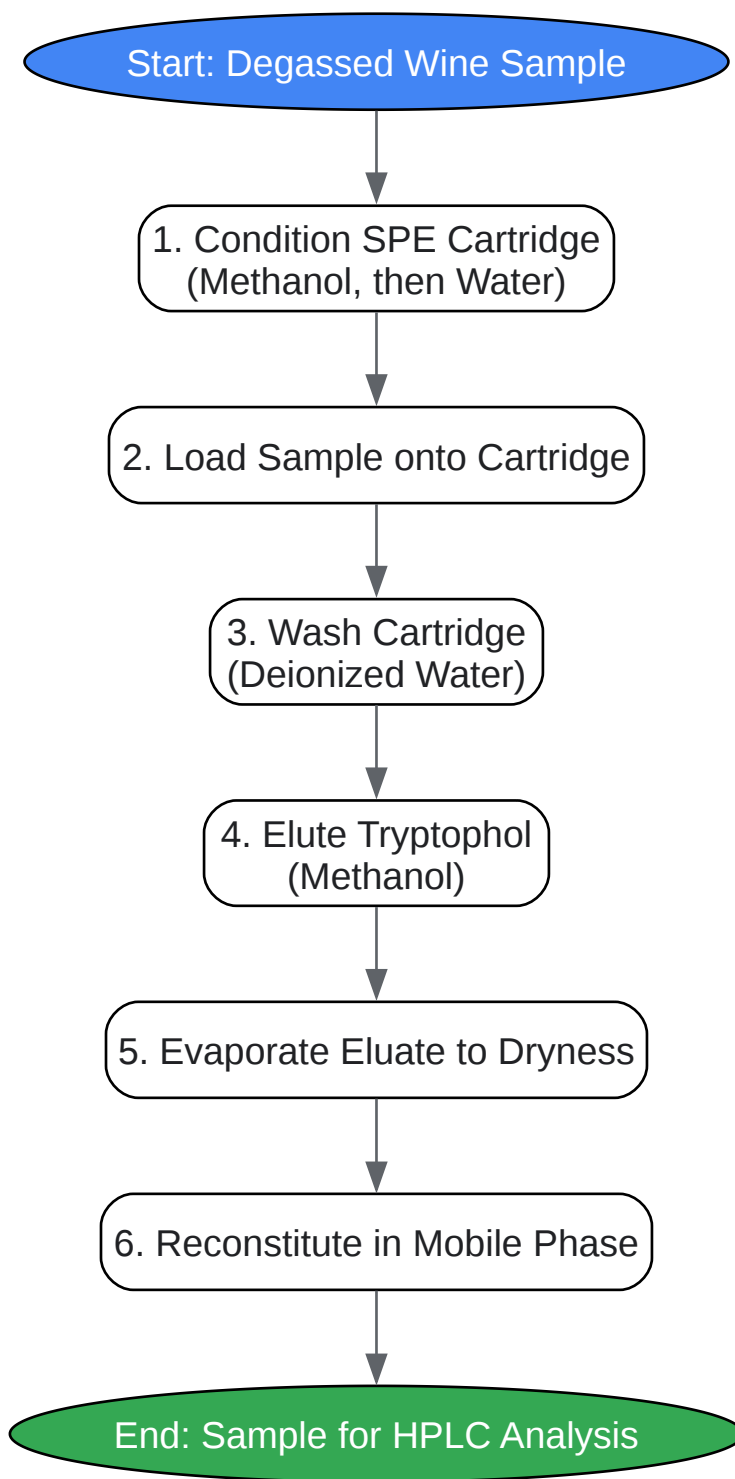 Start: Degassed Wine Sample
1. Condition SPE Cartridge
(Methanol, then Water)
2. Load Sample onto Cartridge
3. Wash Cartridge
(Deionized Water)
4. Elute Tryptophol
(Methanol)
5. Evaporate Eluate to Dryness
6. Reconstitute in Mobile Phase
End: Sample for HPLC Analysis